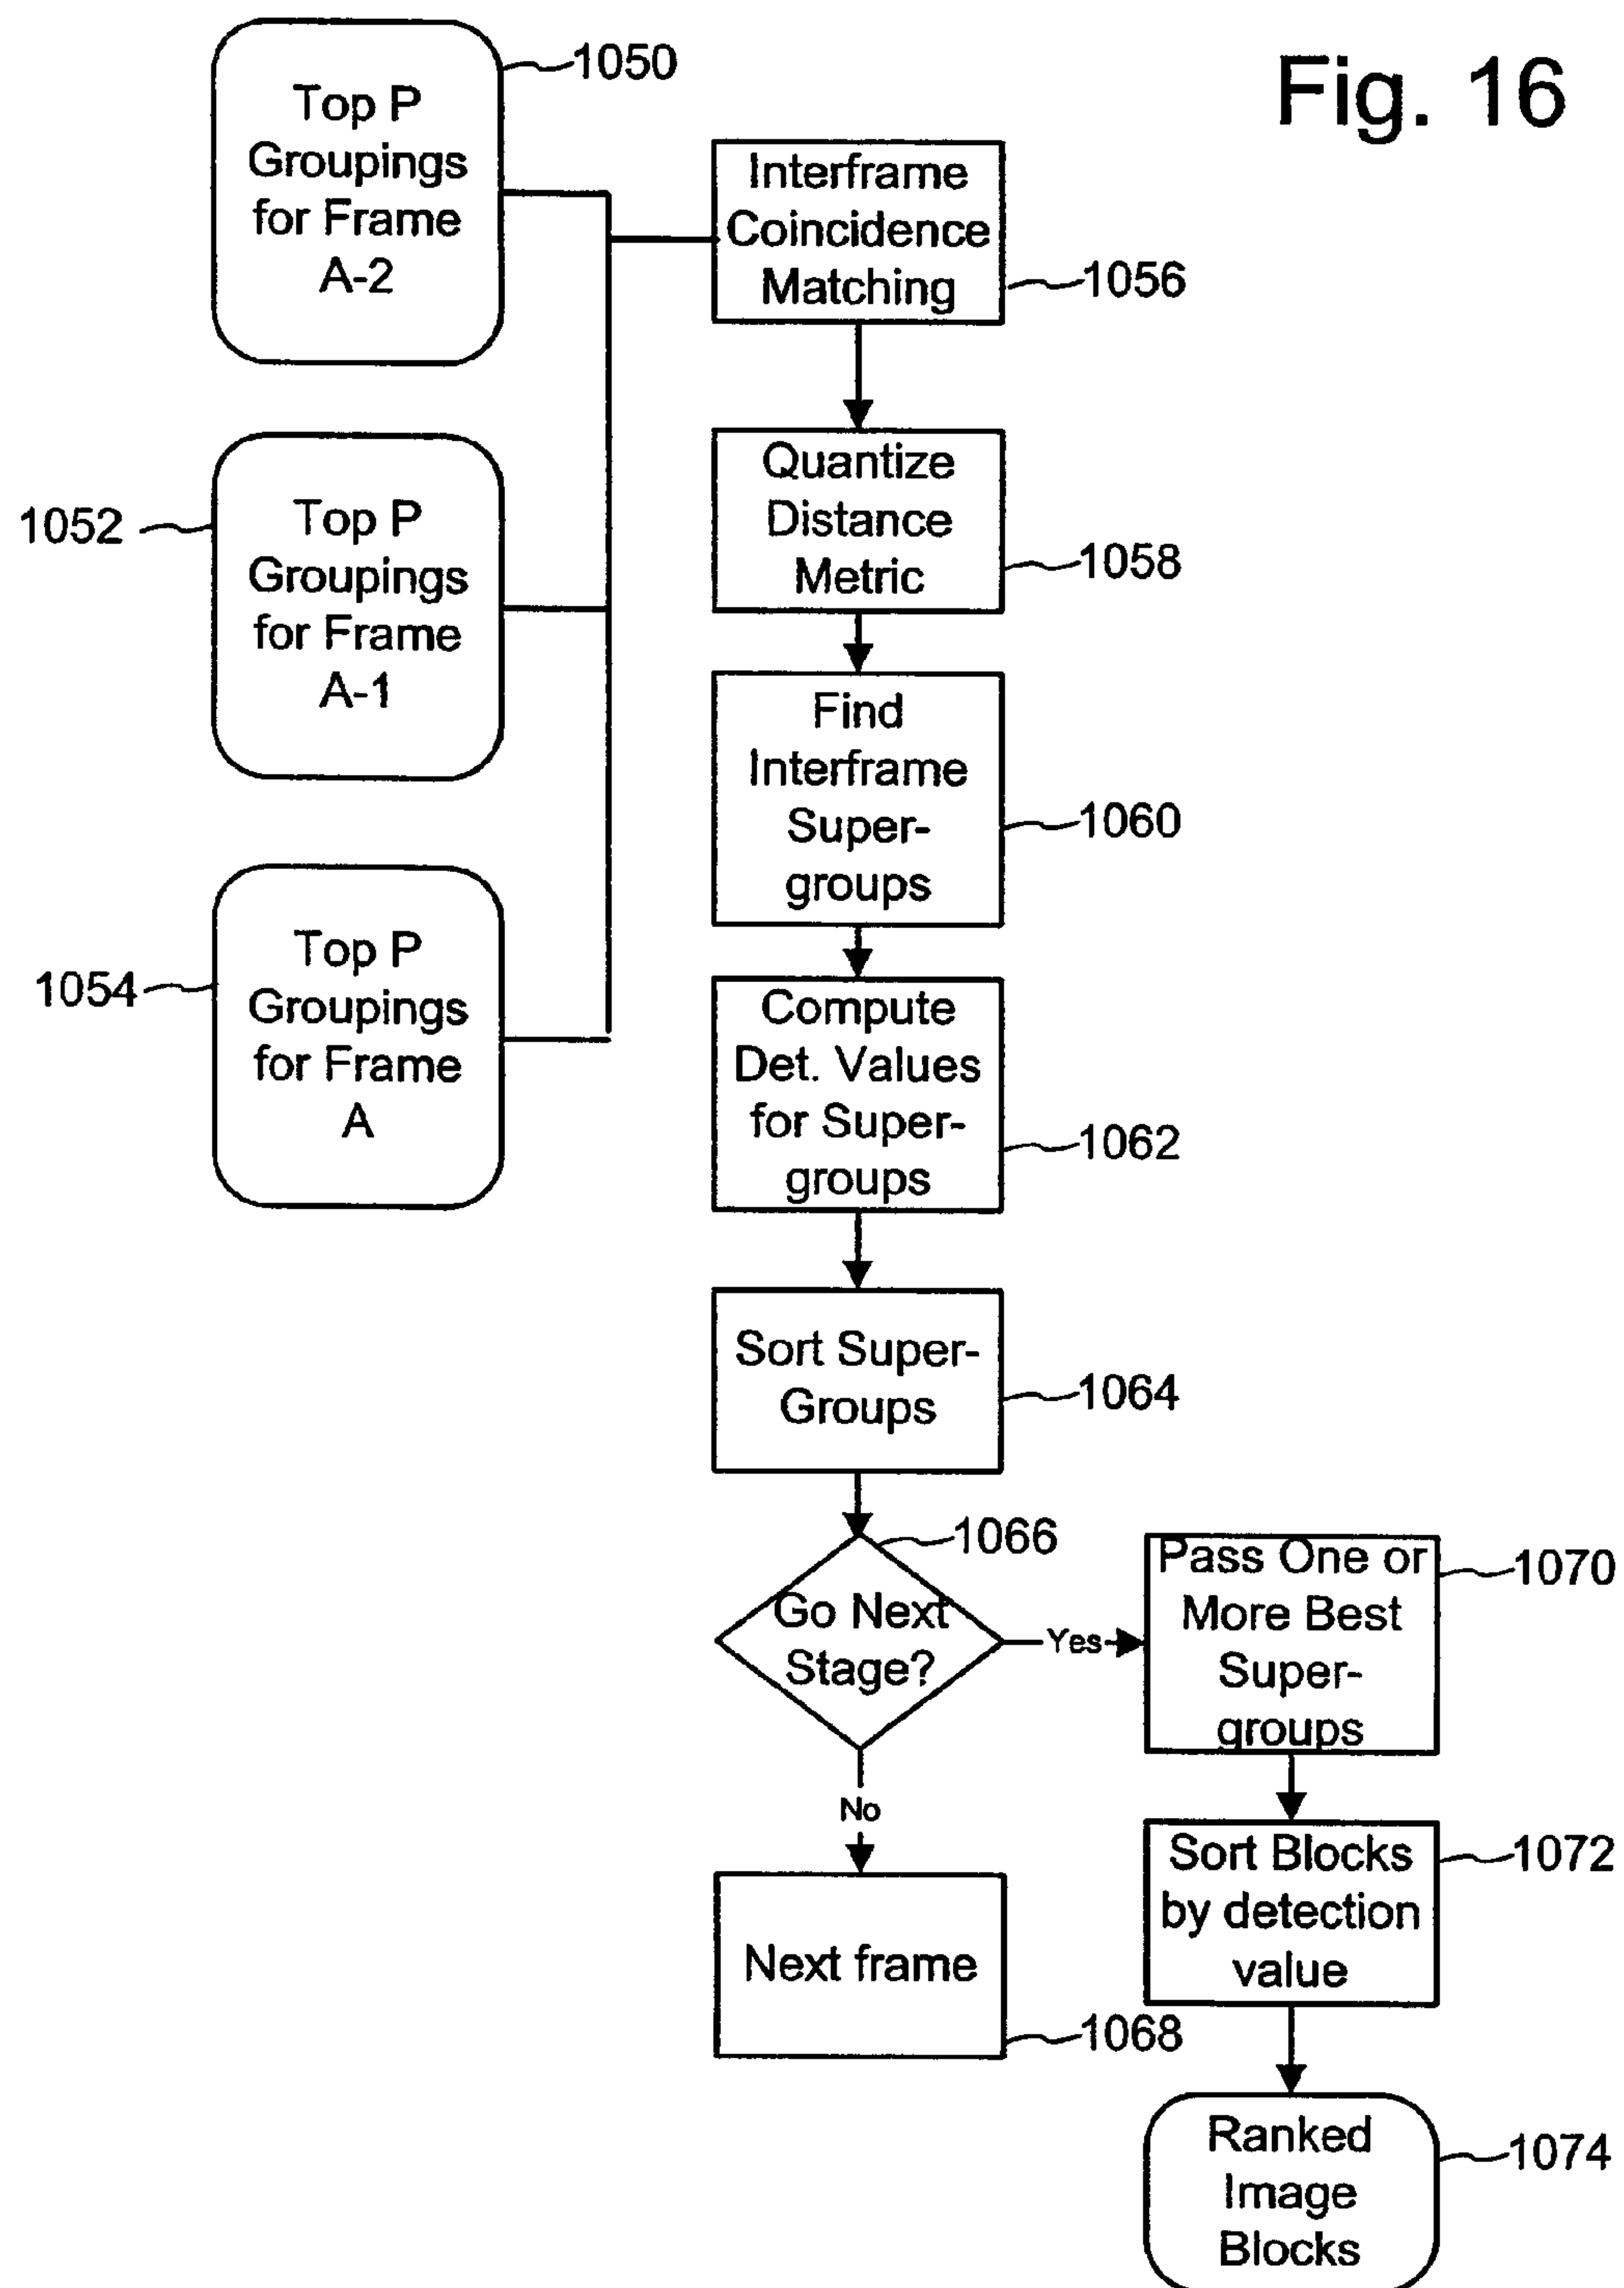 Fig. 16
1050
Top P
Groupings
for Frame
A-2
Interframe
Coincidence
Matching
1056
1052
Top P
Groupings
for Frame
A-1
Quantize
Distance
Metric
1058
Find
Interframe
Super-
groups
1060
1054
Top P
Groupings
for Frame
A
Compute
Det. Values
for Super-
groups
1062
Sort Super-
Groups
1064
1066
Go Next
Stage?
Yes
No
Pass One or
More Best
Super-
groups
1070
Next frame
1068
Sort Blocks
by detection
value
1072
Ranked
Image
Blocks
1074